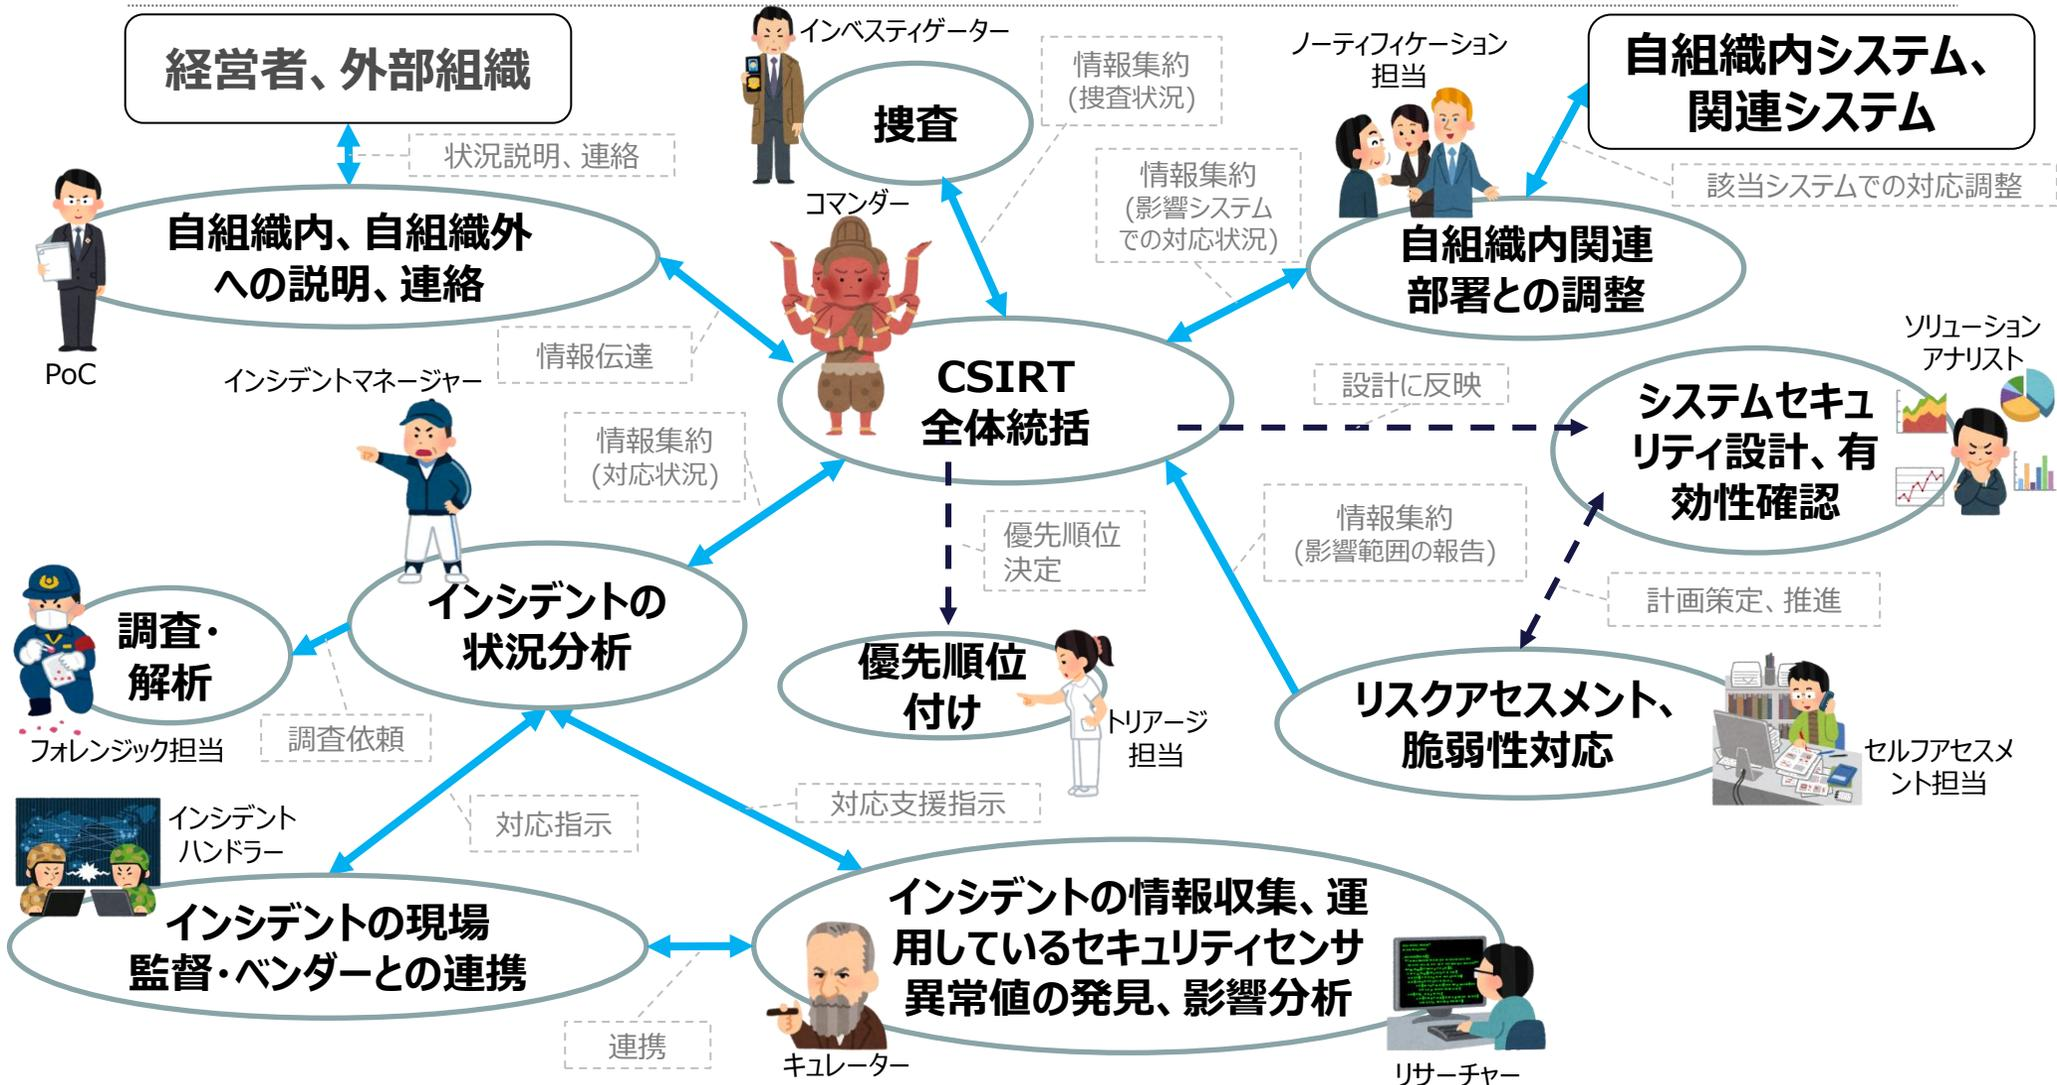 経営者、外部組織
インベスティゲーター
捜査
情報集約
(捜査状況)
ノーティフィケーション
担当
自組織内システム、
関連システム
状況説明、連絡
情報集約
(影響システム
での対応状況)
該当システムでの対応調整
コマンダー
自組織内、自組織外
への説明、連絡
自組織内関連
部署との調整
PoC
情報伝達
インシデントマネージャー
CSIRT
全体統括
設計に反映
ソリューション
アナリスト
システムセキュ
リティ設計、有
効性確認
情報集約
(対応状況)
優先順位
決定
情報集約
(影響範囲の報告)
計画策定、推進
インシデントの
状況分析
調査・
解析
フォレンジック担当
調査依頼
優先順位
付け
トリアージ
担当
リスクアセスメント、
脆弱性対応
セルフアセスメ
ント担当
対応指示
対応支援指示
インシデント
ハンドラー
インシデントの現場
監督・ベンダーとの連携
連携
インシデントの情報収集、運
用しているセキュリティセンサ
異常値の発見、影響分析
キュレーター
リサーチャー